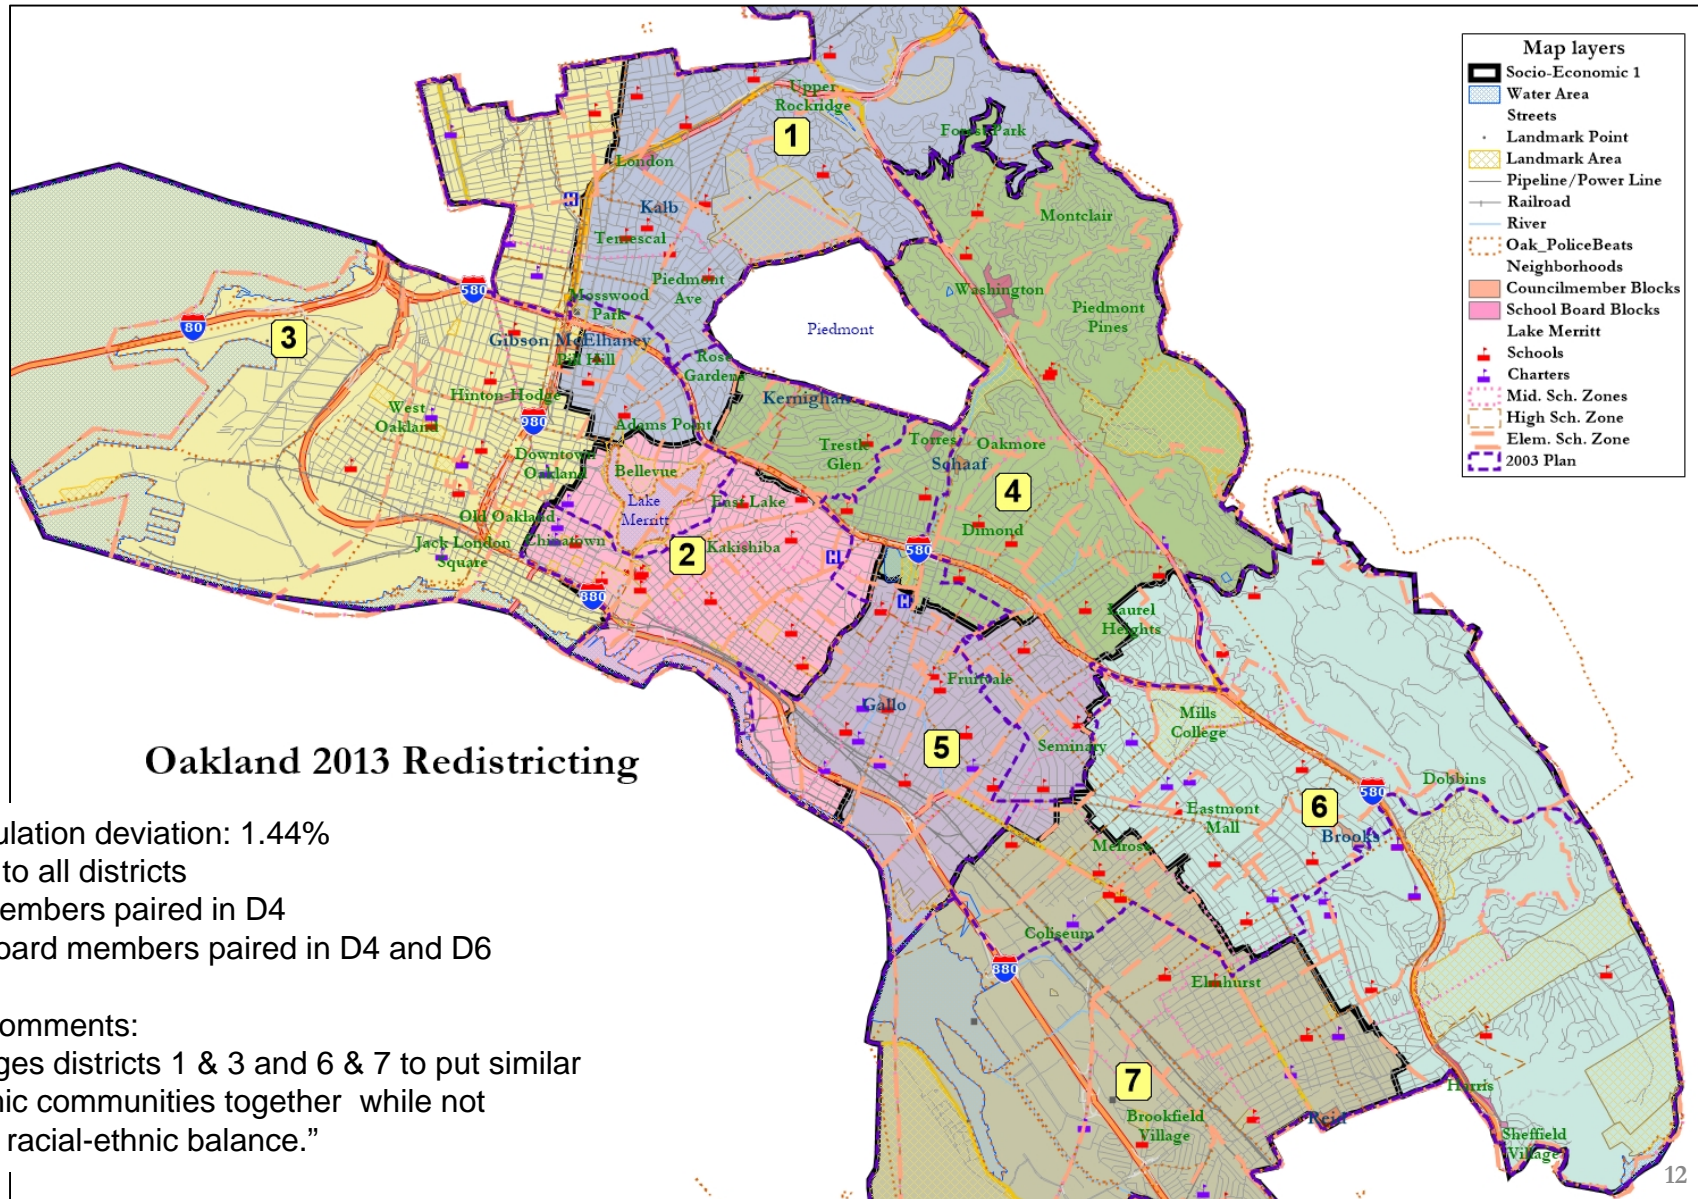 Upper
Rockridge
1
Forest Park
London
Kalb
Temescal
Montclair
Piedmont
Ave
Mosswood
Park
Washington
Piedmont
Pines
Piedmont
580
80
3
Gibson McElhaney
Pill Hill
Rose
Gardens
Kernighan
Hinton-Hodge
West
Oakland
980
Adams Point
Trestle
Glen
Torres
Oakmore
Schaaf
Downtown
Oakland
Bellevue
Lake
Merritt
East Lake
4
Old Oakland
Chinatown
Jack London
Square
2
Kakishiba
H
H
H
Dimond
580
880
Laurel
Heights
Fruitvale
Gallo
5
Seminary
Mills
College
Dobbins
580
6
Eastmont
Mall
Brooks
Melrose
Coliseum
880
Elmhurst
7
Brookfield
Village
Reid
Harris
Sheffield
Village
Map layers
Socio-Economic 1
Water Area
Streets
Landmark Point
Landmark Area
Pipeline/Power Line
Railroad
River
Oak_PoliceBeats
Neighborhoods
Councilmember Blocks
School Board Blocks
Lake Merritt
Schools
Charters
Mid. Sch. Zones
High Sch. Zone
Elem. Sch. Zone
2003 Plan
Oakland 2013 Redistricting
ulation deviation: 1.44%
to all districts
embers paired in D4
oard members paired in D4 and D6
omments:
ges districts 1 & 3 and 6 & 7 to put similar
nic communities together while not
racial-ethnic balance.”
12